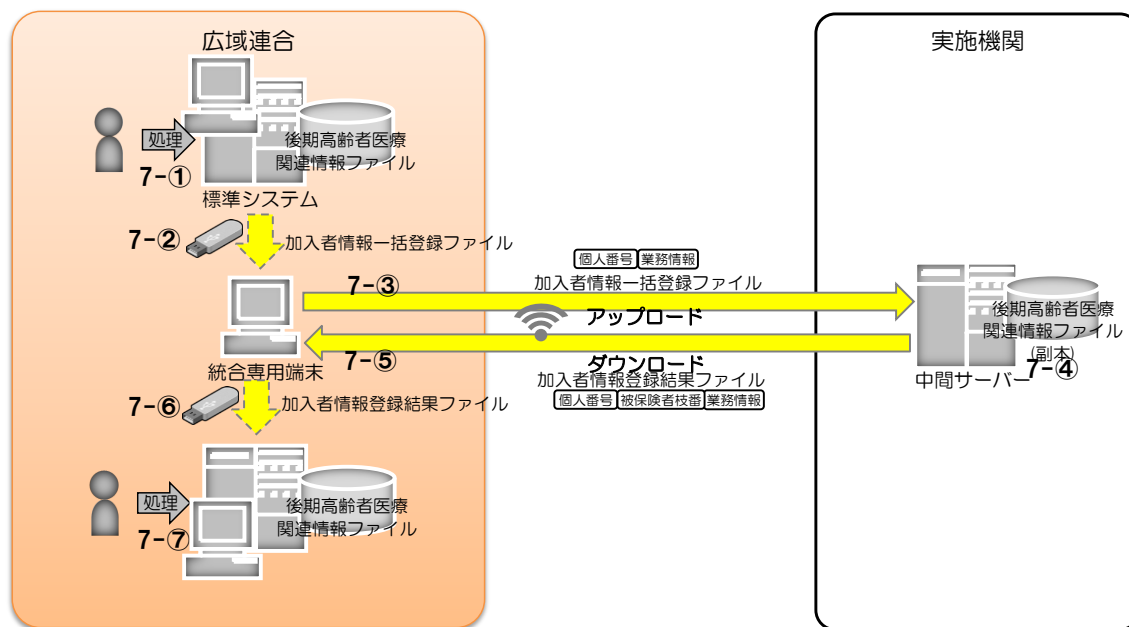 広域連合
実施機関
処理
7-①
後期高齢者医療
関連情報ファイル
標準システム
7-②
加入者情報一括登録ファイル
個人番号 業務情報
7-③
加入者情報一括登録ファイル
アップロード
後期高齢者医療
関連情報ファイル
(副本)
7-④
中間サーバー
7-⑤
ダウンロード
加入者情報登録結果ファイル
個人番号 被保険者枝番 業務情報
統合専用端末
7-⑥
加入者情報登録結果ファイル
処理
7-⑦
後期高齢者医療
関連情報ファイル